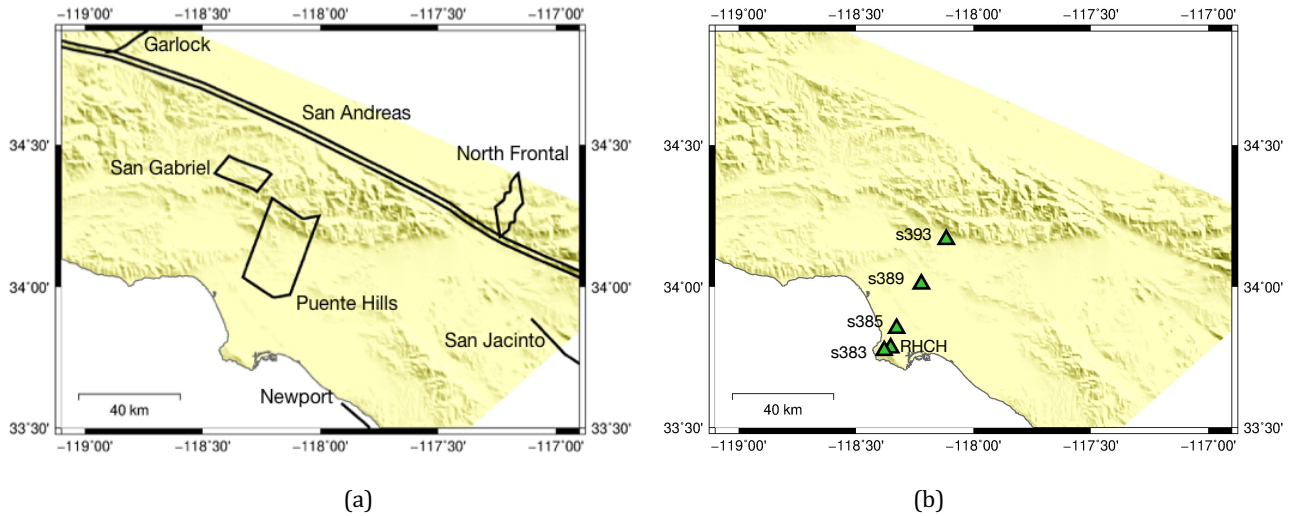 −119˚00' −118˚30' −118˚00' −117˚30' −117˚00'
Garlock
San Andreas
34˚30' 34˚30'
North Frontal
San Gabriel
34˚00' 34˚00'
Puente Hills
San Jacinto
Newport
40 km
33˚30' 33˚30'
−119˚00' −118˚30' −118˚00' −117˚30' −117˚00'
(a)
−119˚00' −118˚30' −118˚00' −117˚30' −117˚00'
34˚30' 34˚30'
s393
s389
34˚00' 34˚00'
s385
RHCH
s383
40 km
33˚30' 33˚30'
−119˚00' −118˚30' −118˚00' −117˚30' −117˚00'
(b)